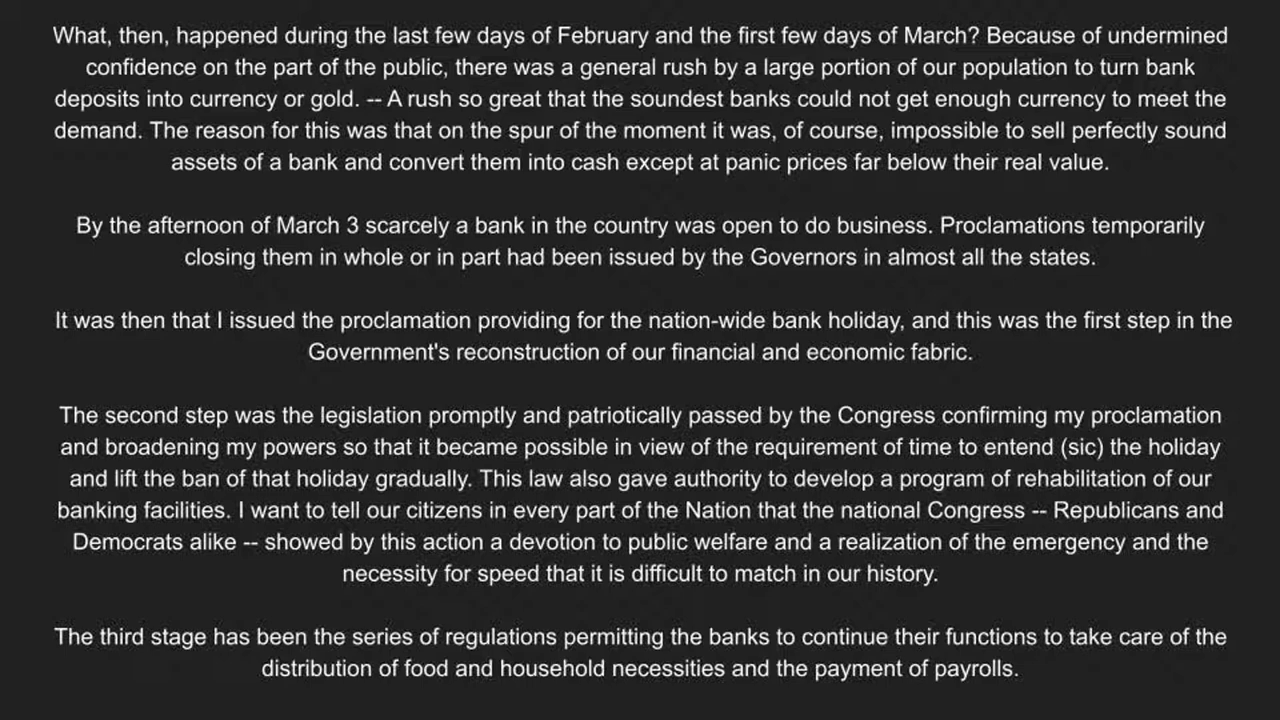 What, then, happened during the last few days of February and the first few days of March? Because of undermined
confidence on the part of the public, there was a general rush by a large portion of our population to turn bank
deposits into currency or gold. -- A rush so great that the soundest banks could not get enough currency to meet the
demand. The reason for this was that on the spur of the moment it was, of course, impossible to sell perfectly sound
assets of a bank and convert them into cash except at panic prices far below their real value.
By the afternoon of March 3 scarcely a bank in the country was open to do business. Proclamations temporarily
closing them in whole or in part had been issued by the Governors in almost all the states.
It was then that I issued the proclamation providing for the nation-wide bank holiday, and this was the first step in the
Government's reconstruction of our financial and economic fabric.
The second step was the legislation promptly and patriotically passed by the Congress confirming my proclamation
and broadening my powers so that it became possible in view of the requirement of time to entend (sic) the holiday
and lift the ban of that holiday gradually. This law also gave authority to develop a program of rehabilitation of our
banking facilities. I want to tell our citizens in every part of the Nation that the national Congress -- Republicans and
Democrats alike -- showed by this action a devotion to public welfare and a realization of the emergency and the
necessity for speed that it is difficult to match in our history.
The third stage has been the series of regulations permitting the banks to continue their functions to take care of the
distribution of food and household necessities and the payment of payrolls.